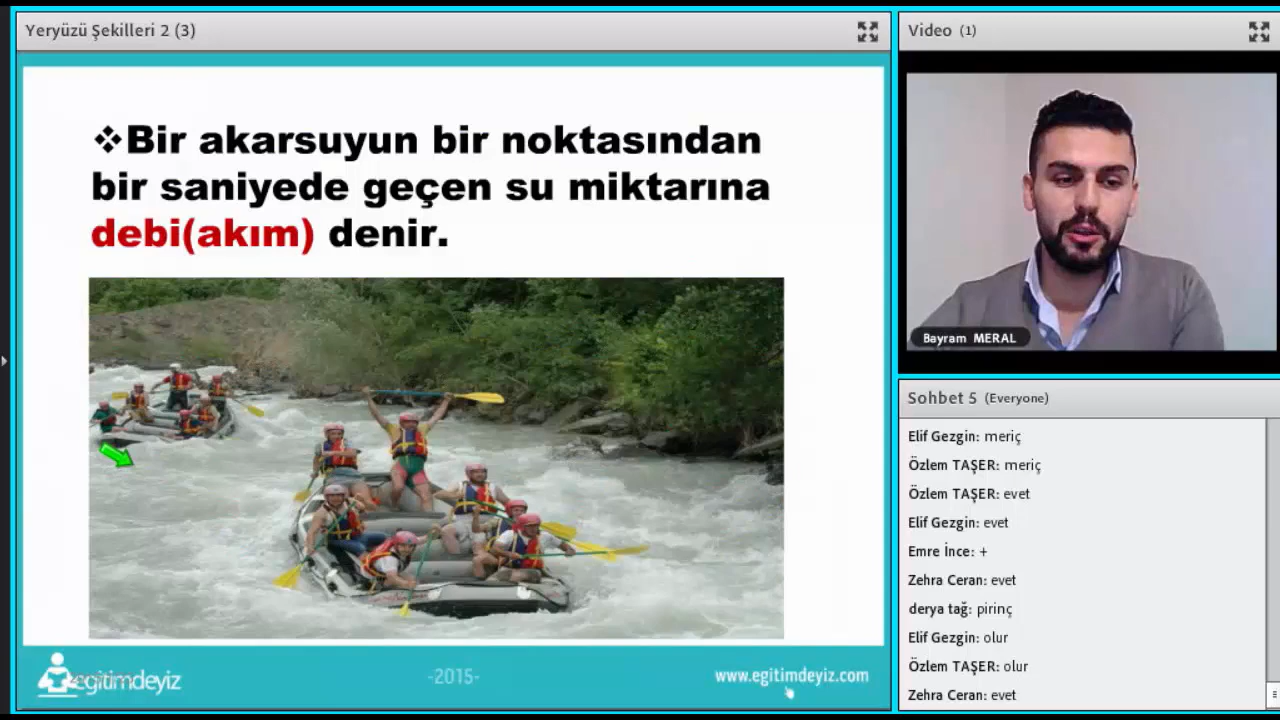 Yeryüzü Şekilleri 2 (3)
❖Bir akarsuyun bir noktasından
bir saniyede geçen su miktarına
debi(akım) denir.
egitimdeyiz
-2015-
www.egitimdeyiz.com
Video (1)
Bayram MERAL
Sohbet 5 (Everyone)
Elif Gezgin: meriç
Özlem TAŞER: meriç
Özlem TAŞER: evet
Elif Gezgin: evet
Emre İnce: +
Zehra Ceran: evet
derya tağ: pirinç
Elif Gezgin: olur
Özlem TAŞER: olur
Zehra Ceran: evet